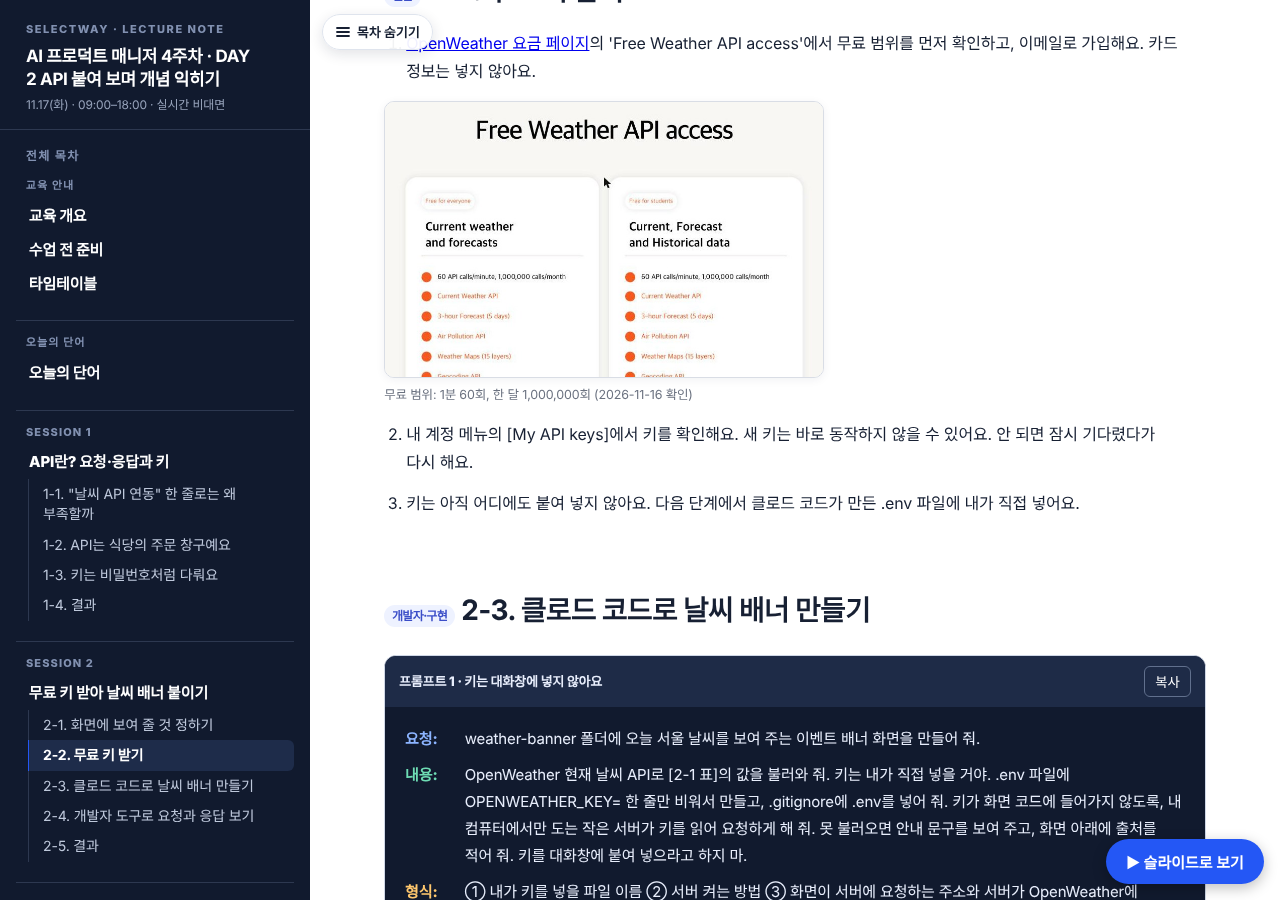 SELECTWAY · LECTURE NOTE
AI 프로덕트 매니저 4주차 · DAY
2 API 붙여 보며 개념 익히기
11.17(화) · 09:00–18:00 · 실시간 비대면
전체 목차
교육 안내
교육 개요
수업 전 준비
타임테이블
오늘의 단어
오늘의 단어
SESSION 1
API란? 요청·응답과 키
1-1. "날씨 API 연동" 한 줄로는 왜
부족할까
1-2. API는 식당의 주문 창구예요
1-3. 키는 비밀번호처럼 다뤄요
1-4. 결과
SESSION 2
무료 키 받아 날씨 배너 붙이기
2-1. 화면에 보여 줄 것 정하기
2-2. 무료 키 받기
2-3. 클로드 코드로 날씨 배너 만들기
2-4. 개발자 도구로 요청과 응답 보기
2-5. 결과
목차 숨기기
OpenWeather 요금 페이지의 'Free Weather API access'에서 무료 범위를 먼저 확인하고, 이메일로 가입해요. 카드
정보는 넣지 않아요.
Free Weather API access
Free for everyone
Current weather
and forecasts
60 API calls/minute, 1,000,000 calls/month
Current Weather API
3-hour Forecast (5 days)
Air Pollution API
Weather Maps (15 layers)
Geocoding API
Free for students
Current, Forecast
and Historical data
60 API calls/minute, 1,000,000 calls/month
Current Weather API
3-hour Forecast (5 days)
Air Pollution API
Weather Maps (15 layers)
Geocoding API
무료 범위: 1분 60회, 한 달 1,000,000회 (2026-11-16 확인)
2. 내 계정 메뉴의 [My API keys]에서 키를 확인해요. 새 키는 바로 동작하지 않을 수 있어요. 안 되면 잠시 기다렸다가
다시 해요.
3. 키는 아직 어디에도 붙여 넣지 않아요. 다음 단계에서 클로드 코드가 만든 .env 파일에 내가 직접 넣어요.
개발자·구현 2-3. 클로드 코드로 날씨 배너 만들기
프롬프트 1 · 키는 대화창에 넣지 않아요
복사
요청: weather-banner 폴더에 오늘 서울 날씨를 보여 주는 이벤트 배너 화면을 만들어 줘.
내용: OpenWeather 현재 날씨 API로 [2-1 표]의 값을 불러와 줘. 키는 내가 직접 넣을 거야. .env 파일에
OPENWEATHER_KEY= 한 줄만 비워서 만들고, .gitignore에 .env를 넣어 줘. 키가 화면 코드에 들어가지 않도록, 내
컴퓨터에서만 도는 작은 서버가 키를 읽어 요청하게 해 줘. 못 불러오면 안내 문구를 보여 주고, 화면 아래에 출처를
적어 줘. 키를 대화창에 붙여 넣으라고 하지 마.
형식: ① 내가 키를 넣을 파일 이름 ② 서버 켜는 방법 ③ 화면이 서버에 요청하는 주소와 서버가 OpenWeather에
▶ 슬라이드로 보기